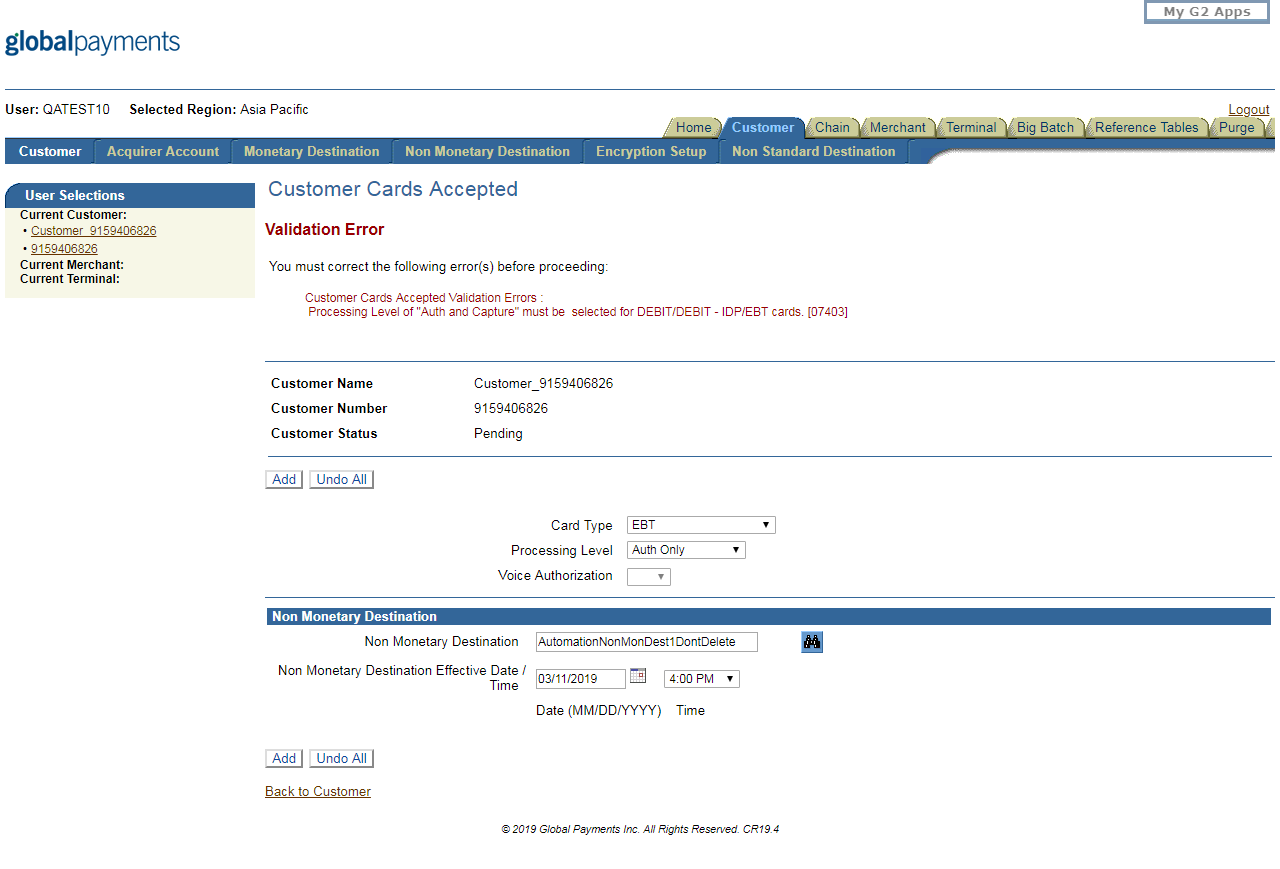 My G2 Apps
globalpayments
User: QATEST10 Selected Region: Asia Pacific
Logout
Home Customer Chain Merchant Terminal Big Batch Reference Tables Purge
Customer Acquirer Account Monetary Destination Non Monetary Destination Encryption Setup Non Standard Destination
User Selections
Current Customer:
• Customer_9159406826
• 9159406826
Current Merchant:
Current Terminal:
Customer Cards Accepted
Validation Error
You must correct the following error(s) before proceeding:
Customer Cards Accepted Validation Errors :
Processing Level of "Auth and Capture" must be selected for DEBIT/DEBIT - IDP/EBT cards. [07403]
Customer Name Customer_9159406826
Customer Number 9159406826
Customer Status Pending
Add Undo All
Card Type EBT
Processing Level Auth Only
Voice Authorization
Non Monetary Destination
Non Monetary Destination AutomationNonMonDest1DontDelete
Non Monetary Destination Effective Date /
Time 03/11/2019 4:00 PM
Date (MM/DD/YYYY) Time
Add Undo All
Back to Customer
© 2019 Global Payments Inc. All Rights Reserved. CR19.4